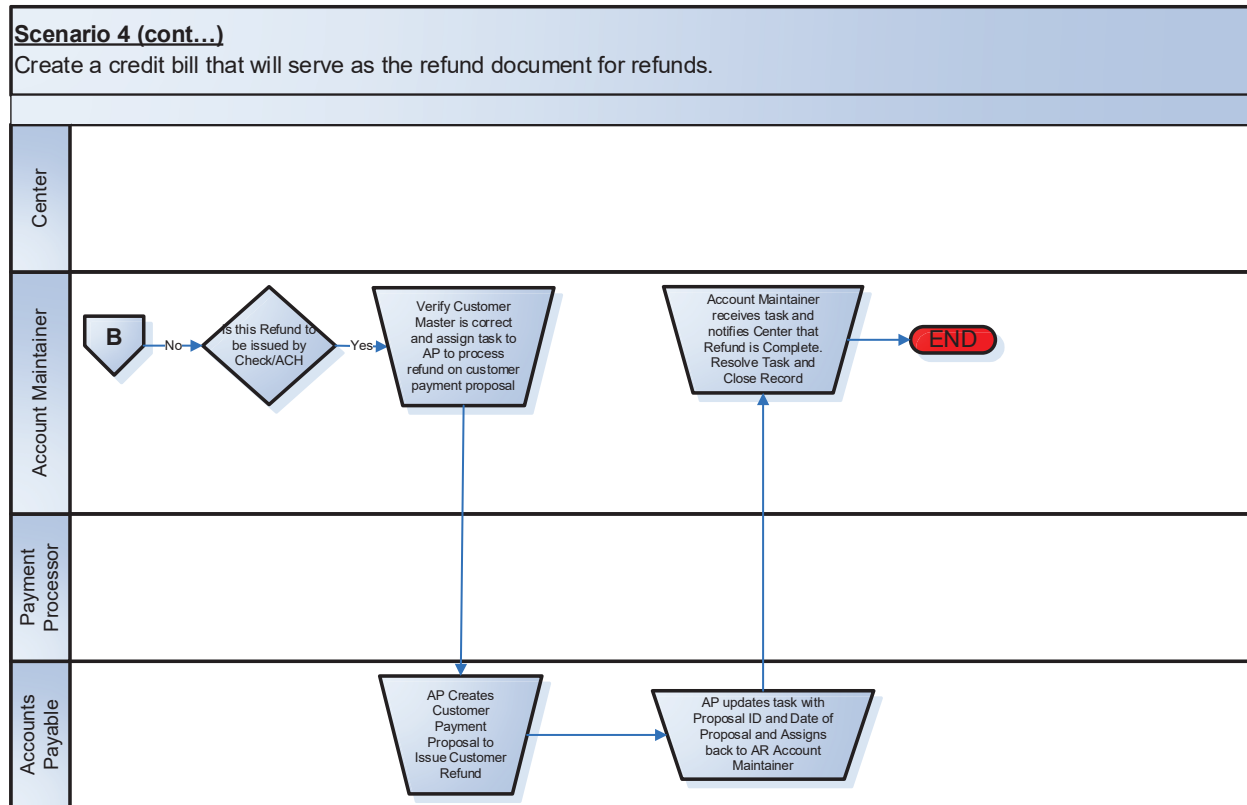 Scenario 4 (cont…)
Create a credit bill that will serve as the refund document for refunds.
Center
Account Maintainer
B
No
Is this Refund to
be issued by
Check/ACH
Yes
Verify Customer
Master is correct
and assign task to
AP to process
refund on customer
payment proposal
Account Maintainer
receives task and
notifies Center that
Refund is Complete.
Resolve Task and
Close Record
END
Payment
Processor
Accounts
Payable
AP Creates
Customer
Payment
Proposal to
Issue Customer
Refund
AP updates task with
Proposal ID and Date of
Proposal and Assigns
back to AR Account
Maintainer